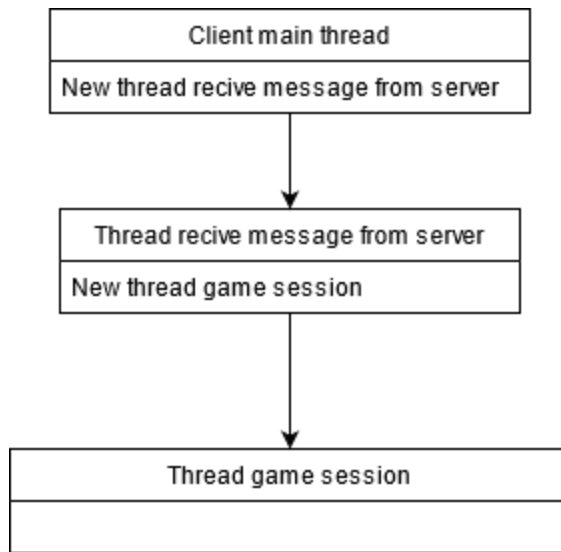 Client main thread
New thread recive message from server
Thread recive message from server
New thread game session
Thread game session